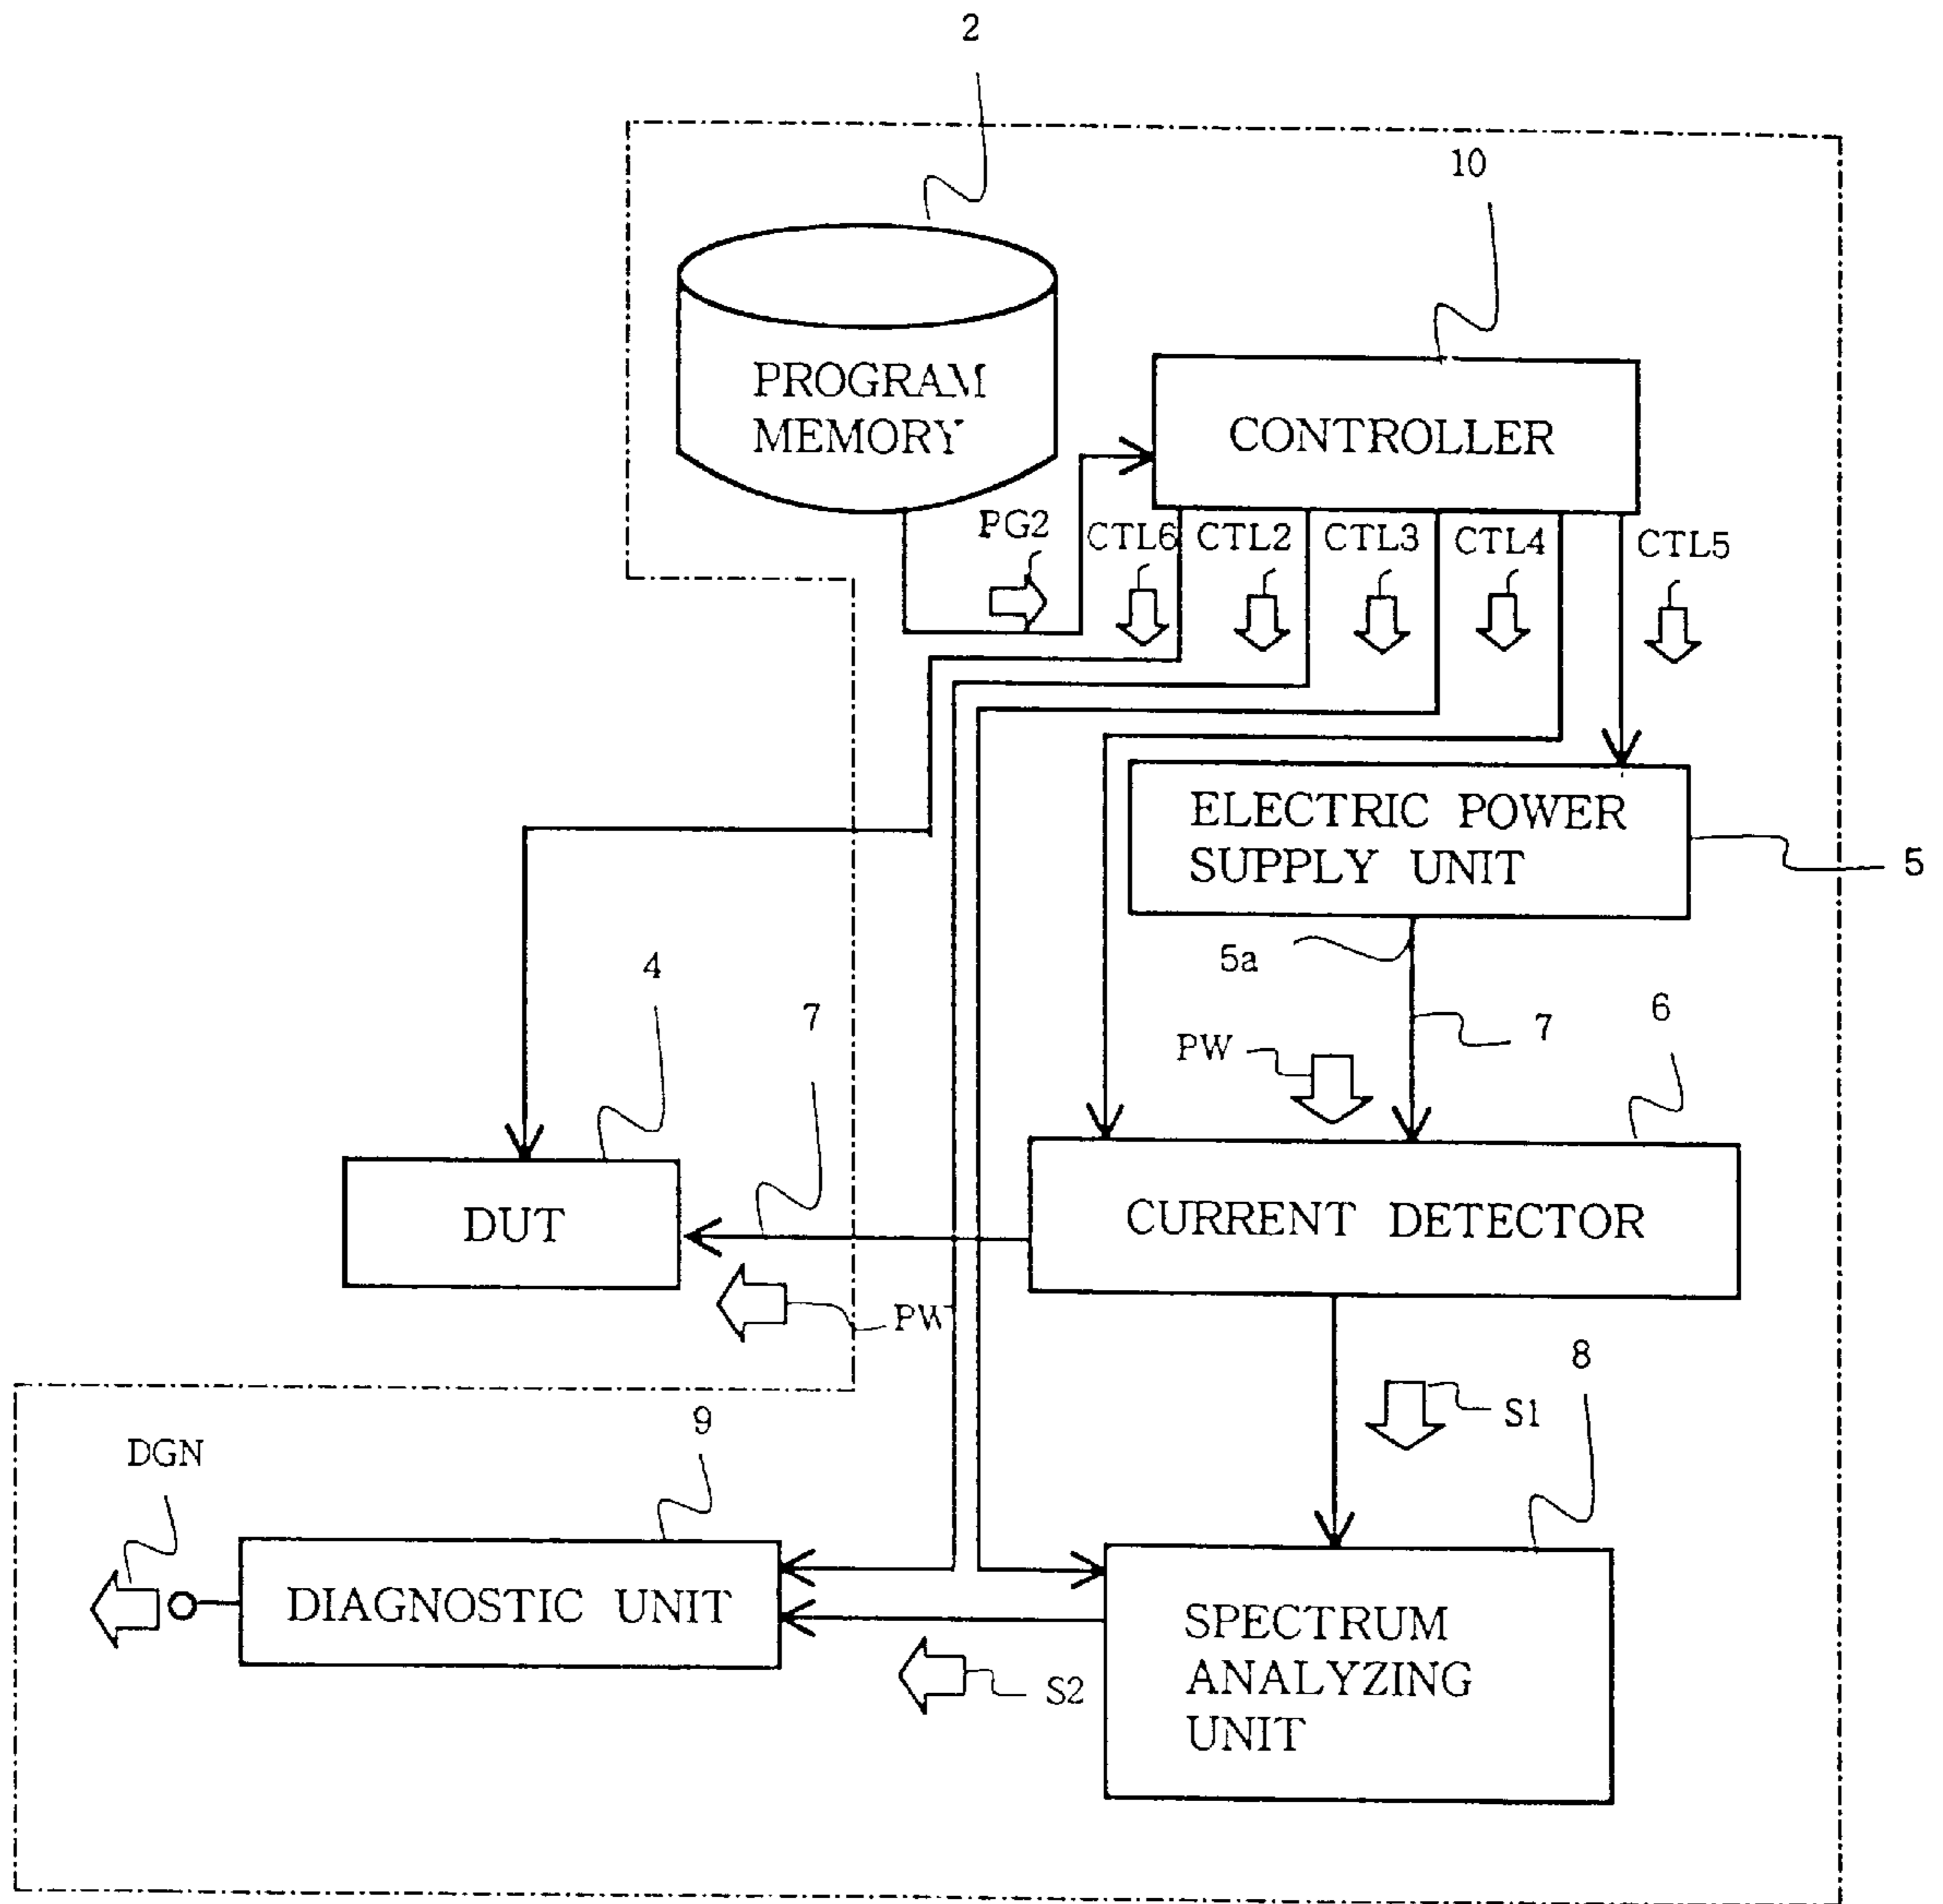 2
10
PROGRAM
MEMORY
CONTROLLER
PG2
CTL6
CTL2
CTL3
CTL4
CTL5
ELECTRIC POWER
SUPPLY UNIT
5
5a
4
7
7
6
PW
DUT
CURRENT DETECTOR
PW
8
S1
9
DGN
DIAGNOSTIC UNIT
SPECTRUM
ANALYZING
UNIT
S2